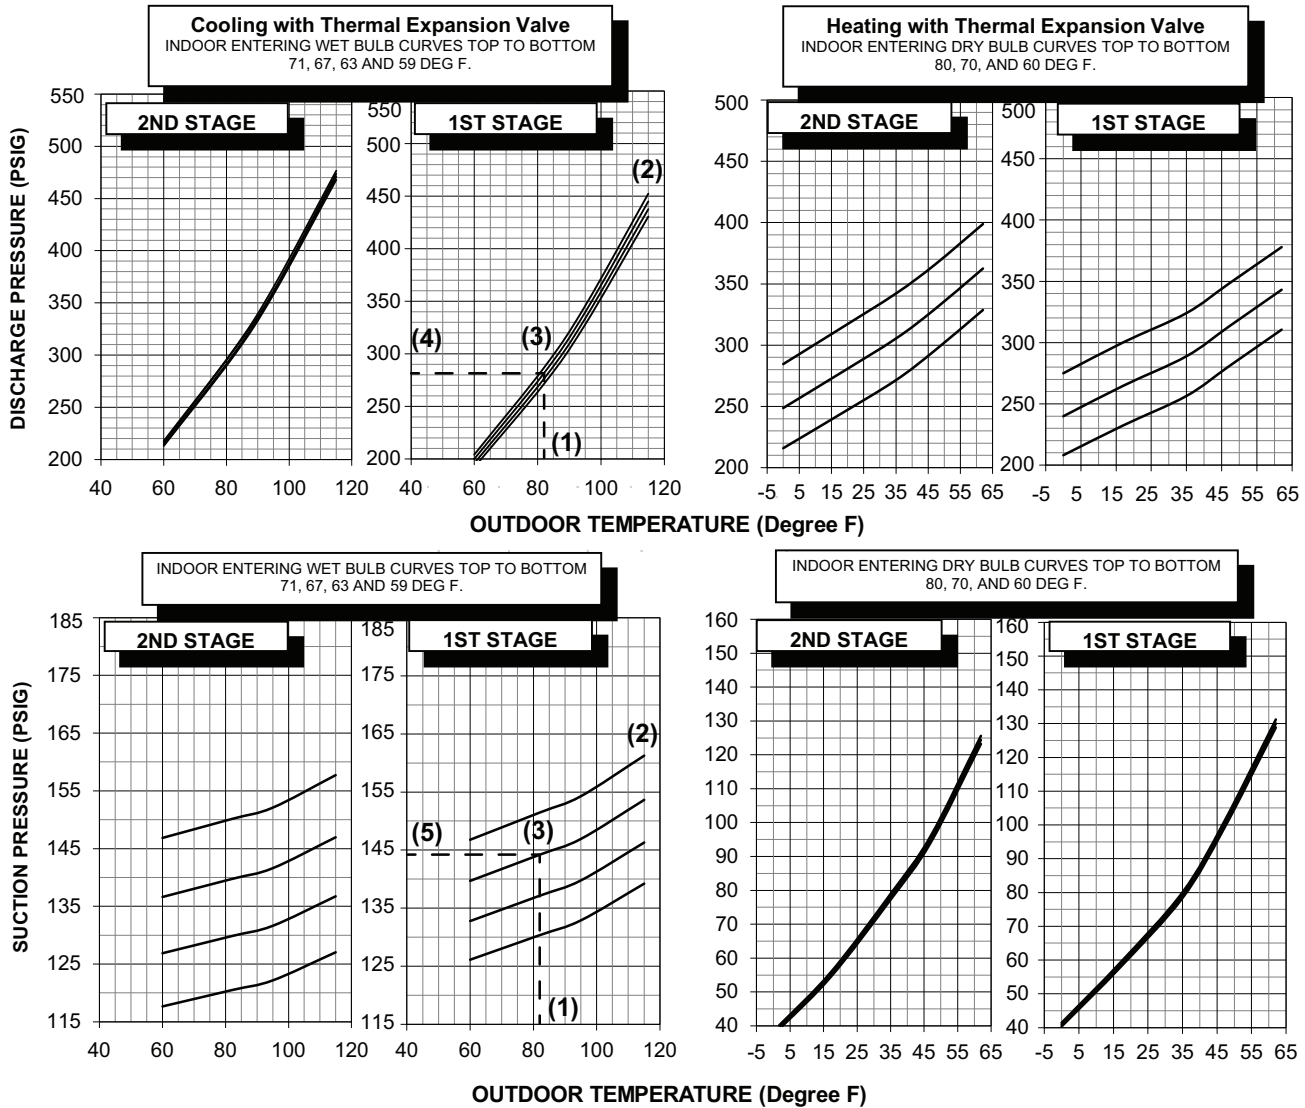 Cooling with Thermal Expansion Valve
INDOOR ENTERING WET BULB CURVES TOP TO BOTTOM
71, 67, 63 AND 59 DEG F.
Heating with Thermal Expansion Valve
INDOOR ENTERING DRY BULB CURVES TOP TO BOTTOM
80, 70, AND 60 DEG F.
DISCHARGE PRESSURE (PSIG)
2ND STAGE
550
500
450
400
350
300
250
200
40 60 80 100 120
1ST STAGE
550
500
450
400
350
300
250
200
(2)
(3)
(4)
(1)
40 60 80 100 120
2ND STAGE
500
450
400
350
300
250
200
-5 5 15 25 35 45 55 65
1ST STAGE
500
450
400
350
300
250
200
-5 5 15 25 35 45 55 65
OUTDOOR TEMPERATURE (Degree F)
INDOOR ENTERING WET BULB CURVES TOP TO BOTTOM
71, 67, 63 AND 59 DEG F.
INDOOR ENTERING DRY BULB CURVES TOP TO BOTTOM
80, 70, AND 60 DEG F.
SUCTION PRESSURE (PSIG)
2ND STAGE
185
175
165
155
145
135
125
115
40 60 80 100 120
1ST STAGE
185
175
165
155
145
135
125
115
(2)
(3)
(5)
(1)
40 60 80 100 120
2ND STAGE
160
150
140
130
120
110
100
90
80
70
60
50
40
-5 5 15 25 35 45 55 65
1ST STAGE
160
150
140
130
120
110
100
90
80
70
60
50
40
-5 5 15 25 35 45 55 65
OUTDOOR TEMPERATURE (Degree F)